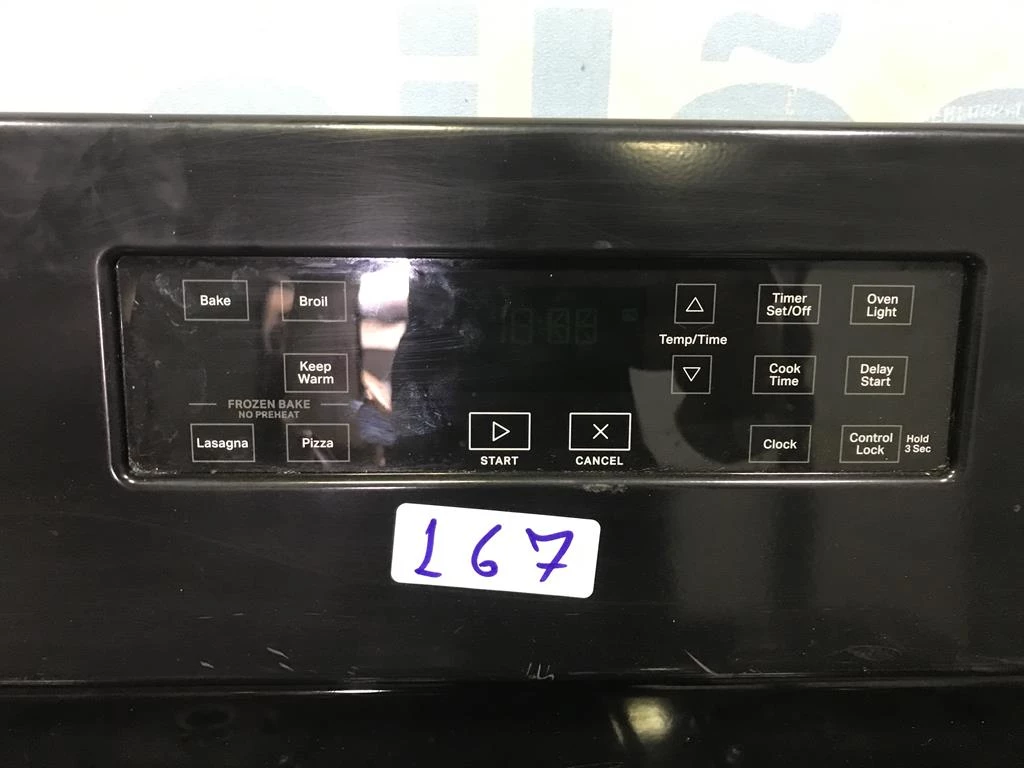 ilão
Bake
Broil
Keep
Warm
FROZEN BAKE
NO PREHEAT
Lasagna
Pizza
START
CANCEL
Temp/Time
Timer
Set/Off
Oven
Light
Cook
Time
Delay
Start
Clock
Control
Lock
Hold
3 Sec
167